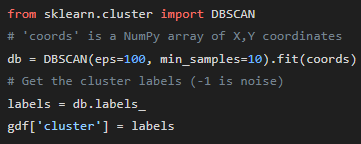 from sklearn.cluster import DBSCAN
# 'coords' is a NumPy array of X,Y coordinates
db = DBSCAN(eps=100, min_samples=10).fit(coords)
# Get the cluster labels (-1 is noise)
labels = db.labels_
gdf['cluster'] = labels